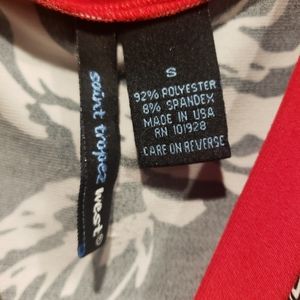 saint tropez west®
S
92% POLYESTER
8% SPANDEX
MADE IN USA
RN 101928
CARE ON REVERSE